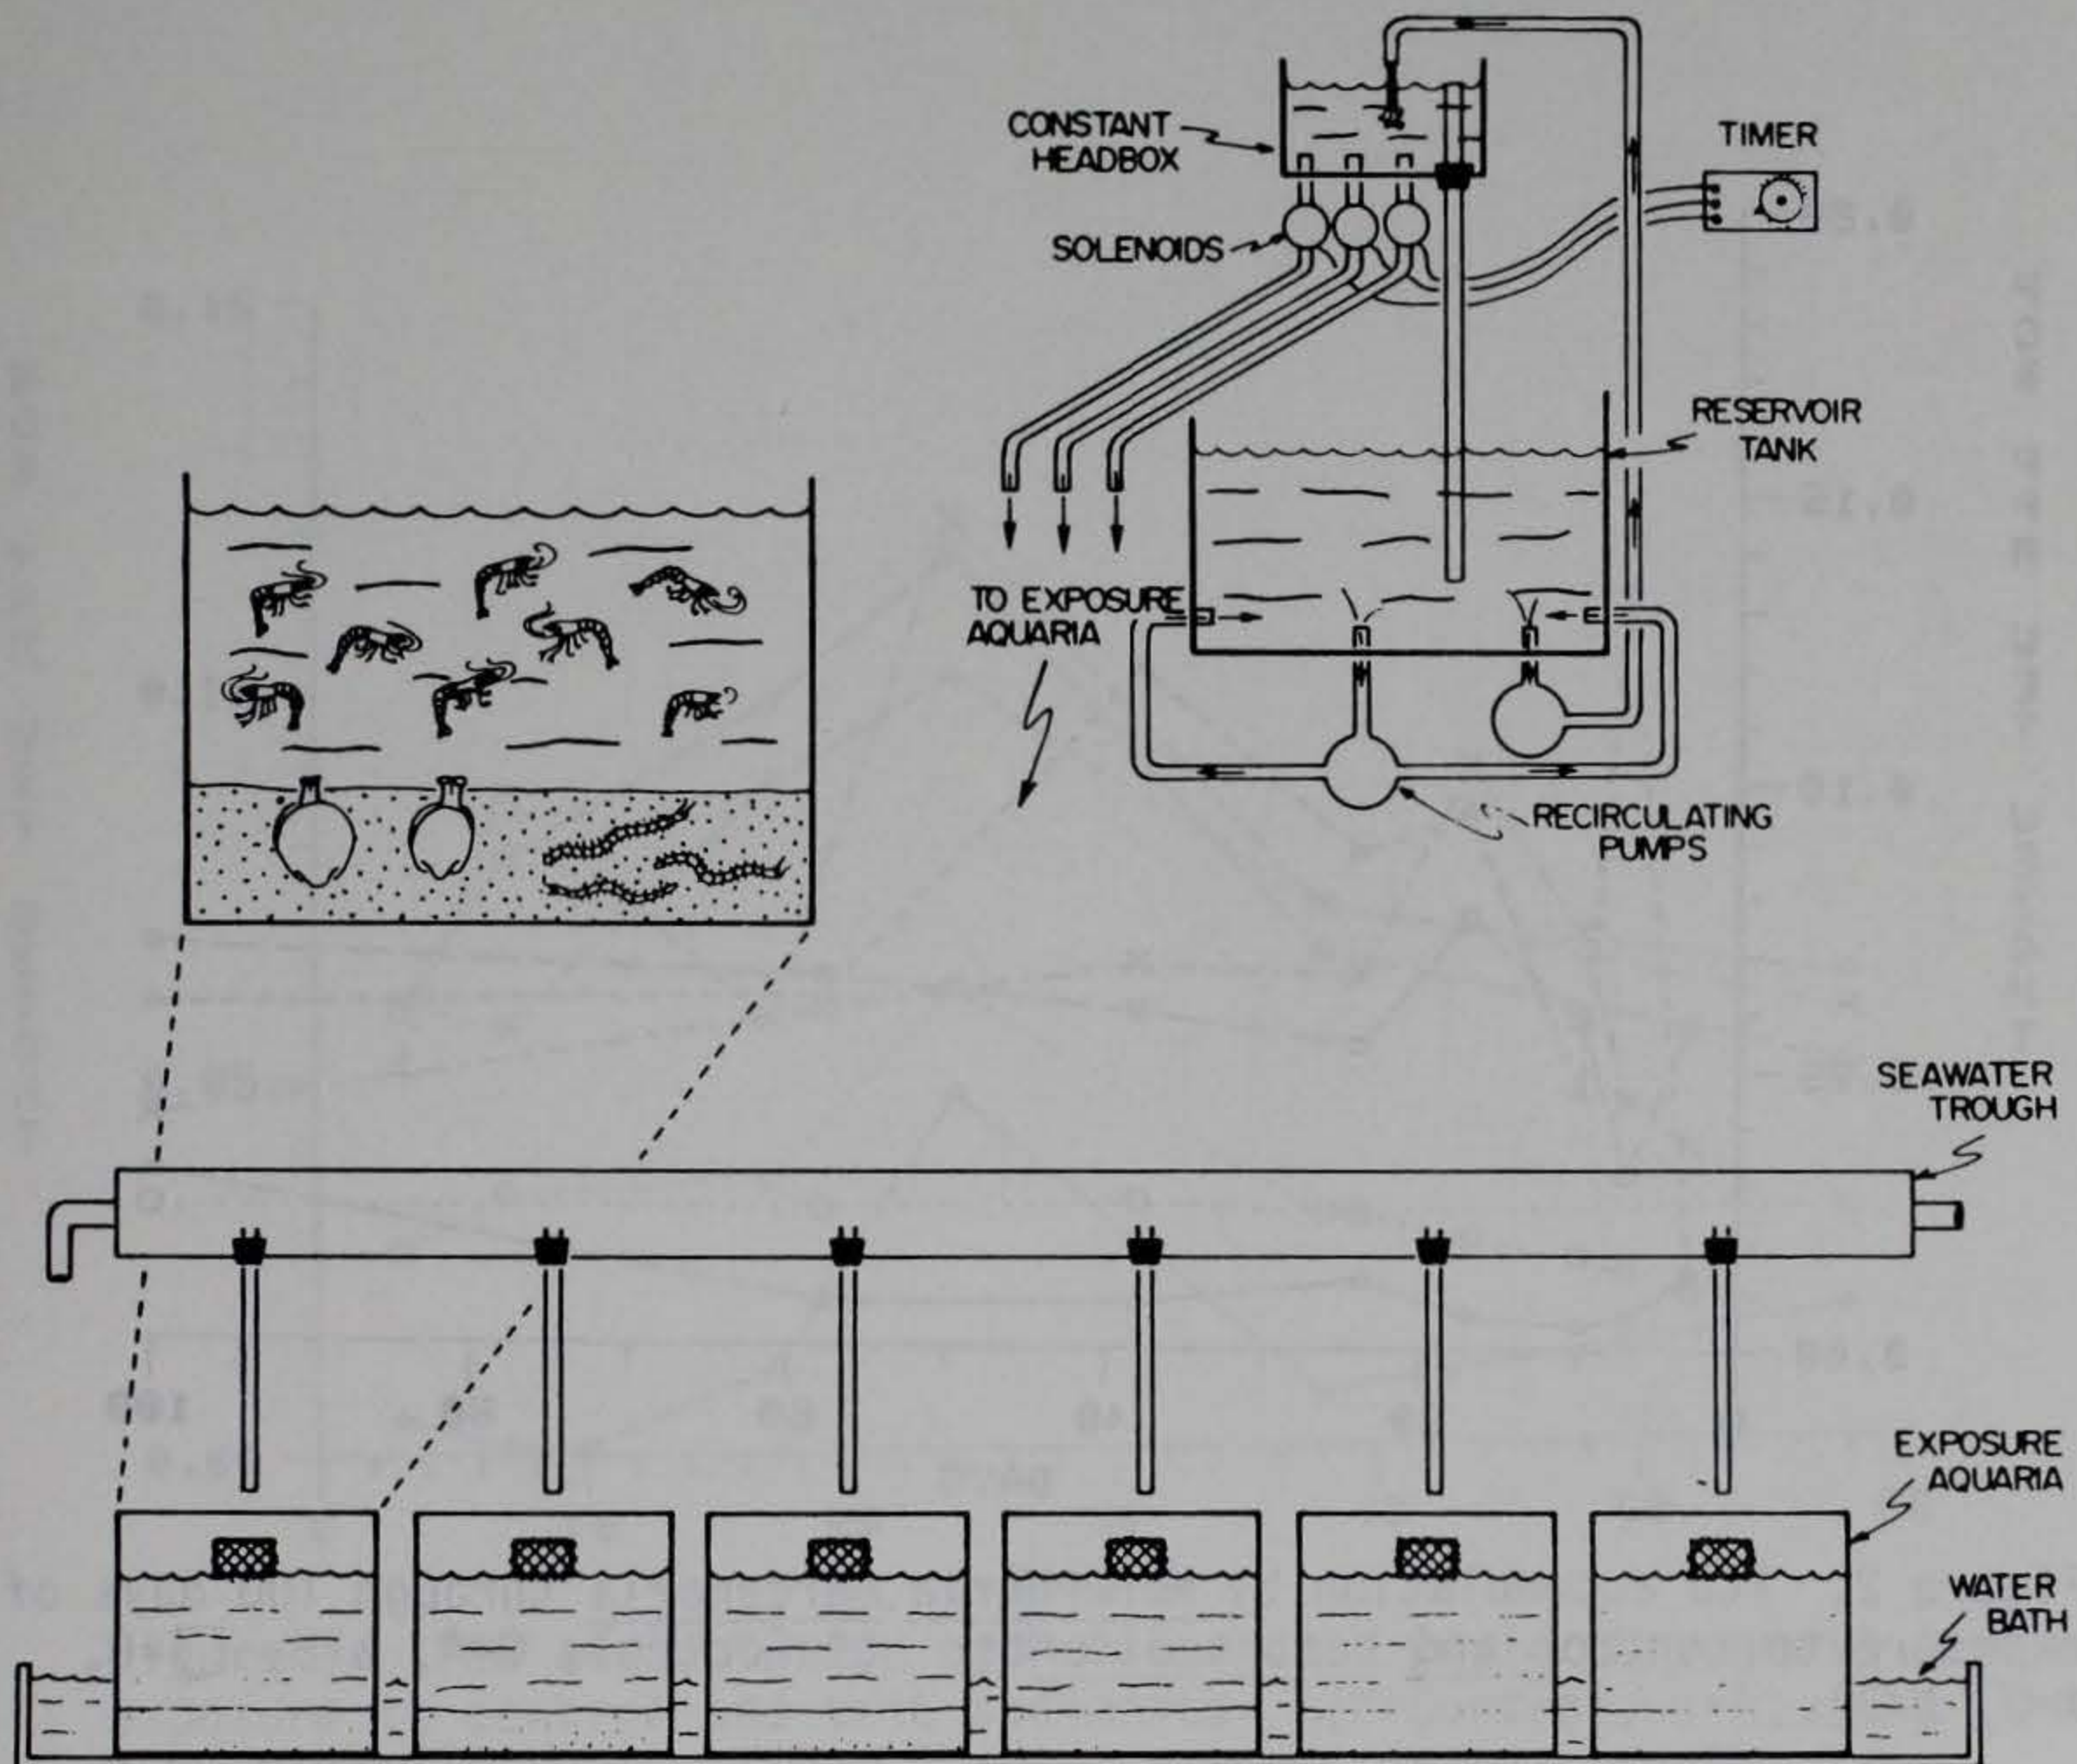 CONSTANT
HEADBOX
TIMER
SOLENOIDS
RESERVOIR
TANK
TO EXPOSURE
AQUARIA
RECIRCULATING
PUMPS
SEAWATER
TROUGH
EXPOSURE
AQUARIA
WATER
BATH